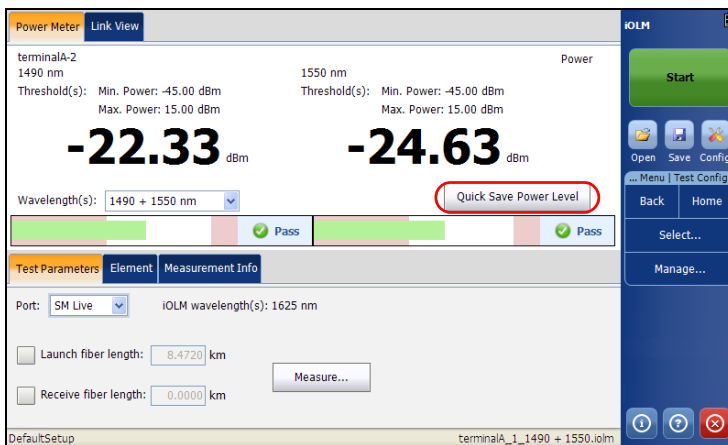 Power Meter Link View
terminalA-2 Power
1490 nm 1550 nm
Threshold(s): Min. Power: -45.00 dBm Threshold(s): Min. Power: -45.00 dBm
Max. Power: 15.00 dBm Max. Power: 15.00 dBm
-22.33 dBm -24.63 dBm
Wavelength(s): 1490 + 1550 nm Quick Save Power Level
Pass Pass
Test Parameters Element Measurement Info
Port: SM Live iOLM wavelength(s): 1625 nm
Launch fiber length: 8.4720 km
Measure...
Receive fiber length: 0.0000 km
DefaultSetup terminalA_1_1490 + 1550.iolm
iOLM
Start
Open Save Config
... Menu | Test Config
Back Home
Select...
Manage...